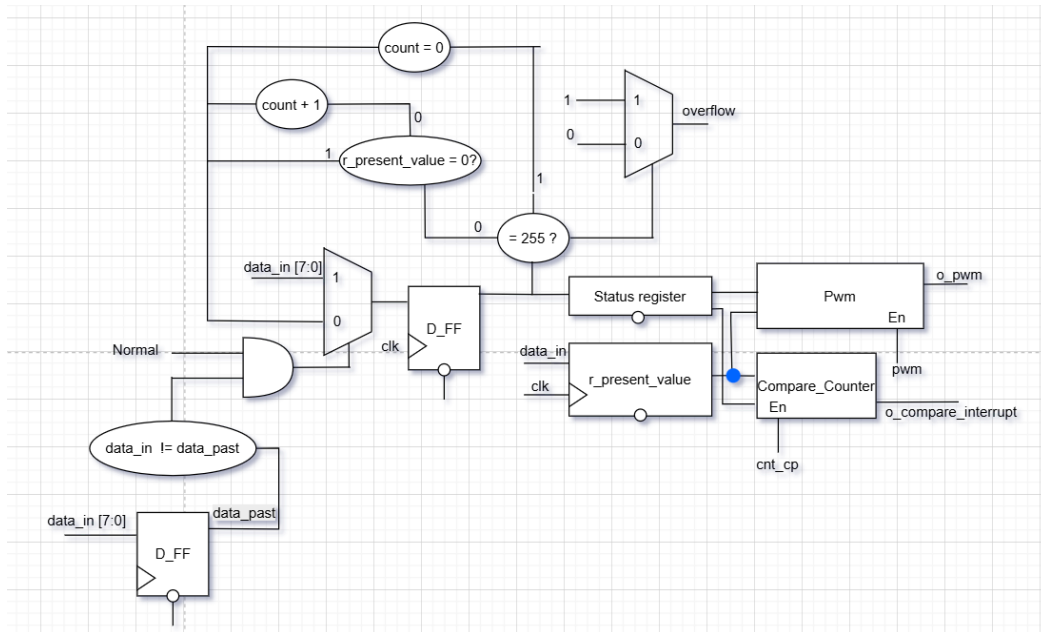 count = 0
count + 1
0
1
r_present_value = 0?
1
0
1
0
1
0
overflow
= 255 ?
data_in [7:0]
1
0
D_FF
clk
Normal
Status register
Pwm
En
o_pwm
pwm
data_in
clk
r_present_value
Compare_Counter
En
o_compare_interrupt
cnt_cp
data_in != data_past
data_in [7:0]
data_past
D_FF